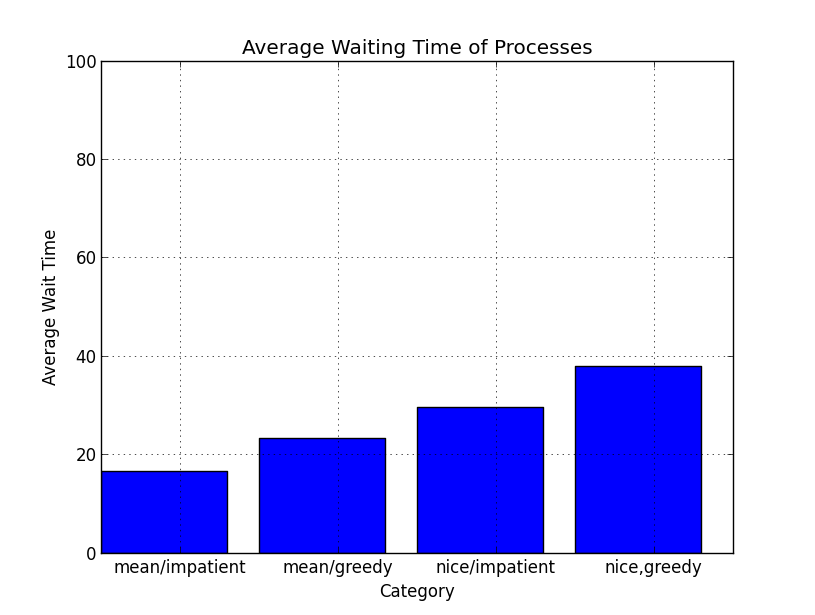 Average Waiting Time of Processes
100
80
60
40
20
0
Average Wait Time
mean/impatient mean/greedy nice/impatient nice,greedy
Category